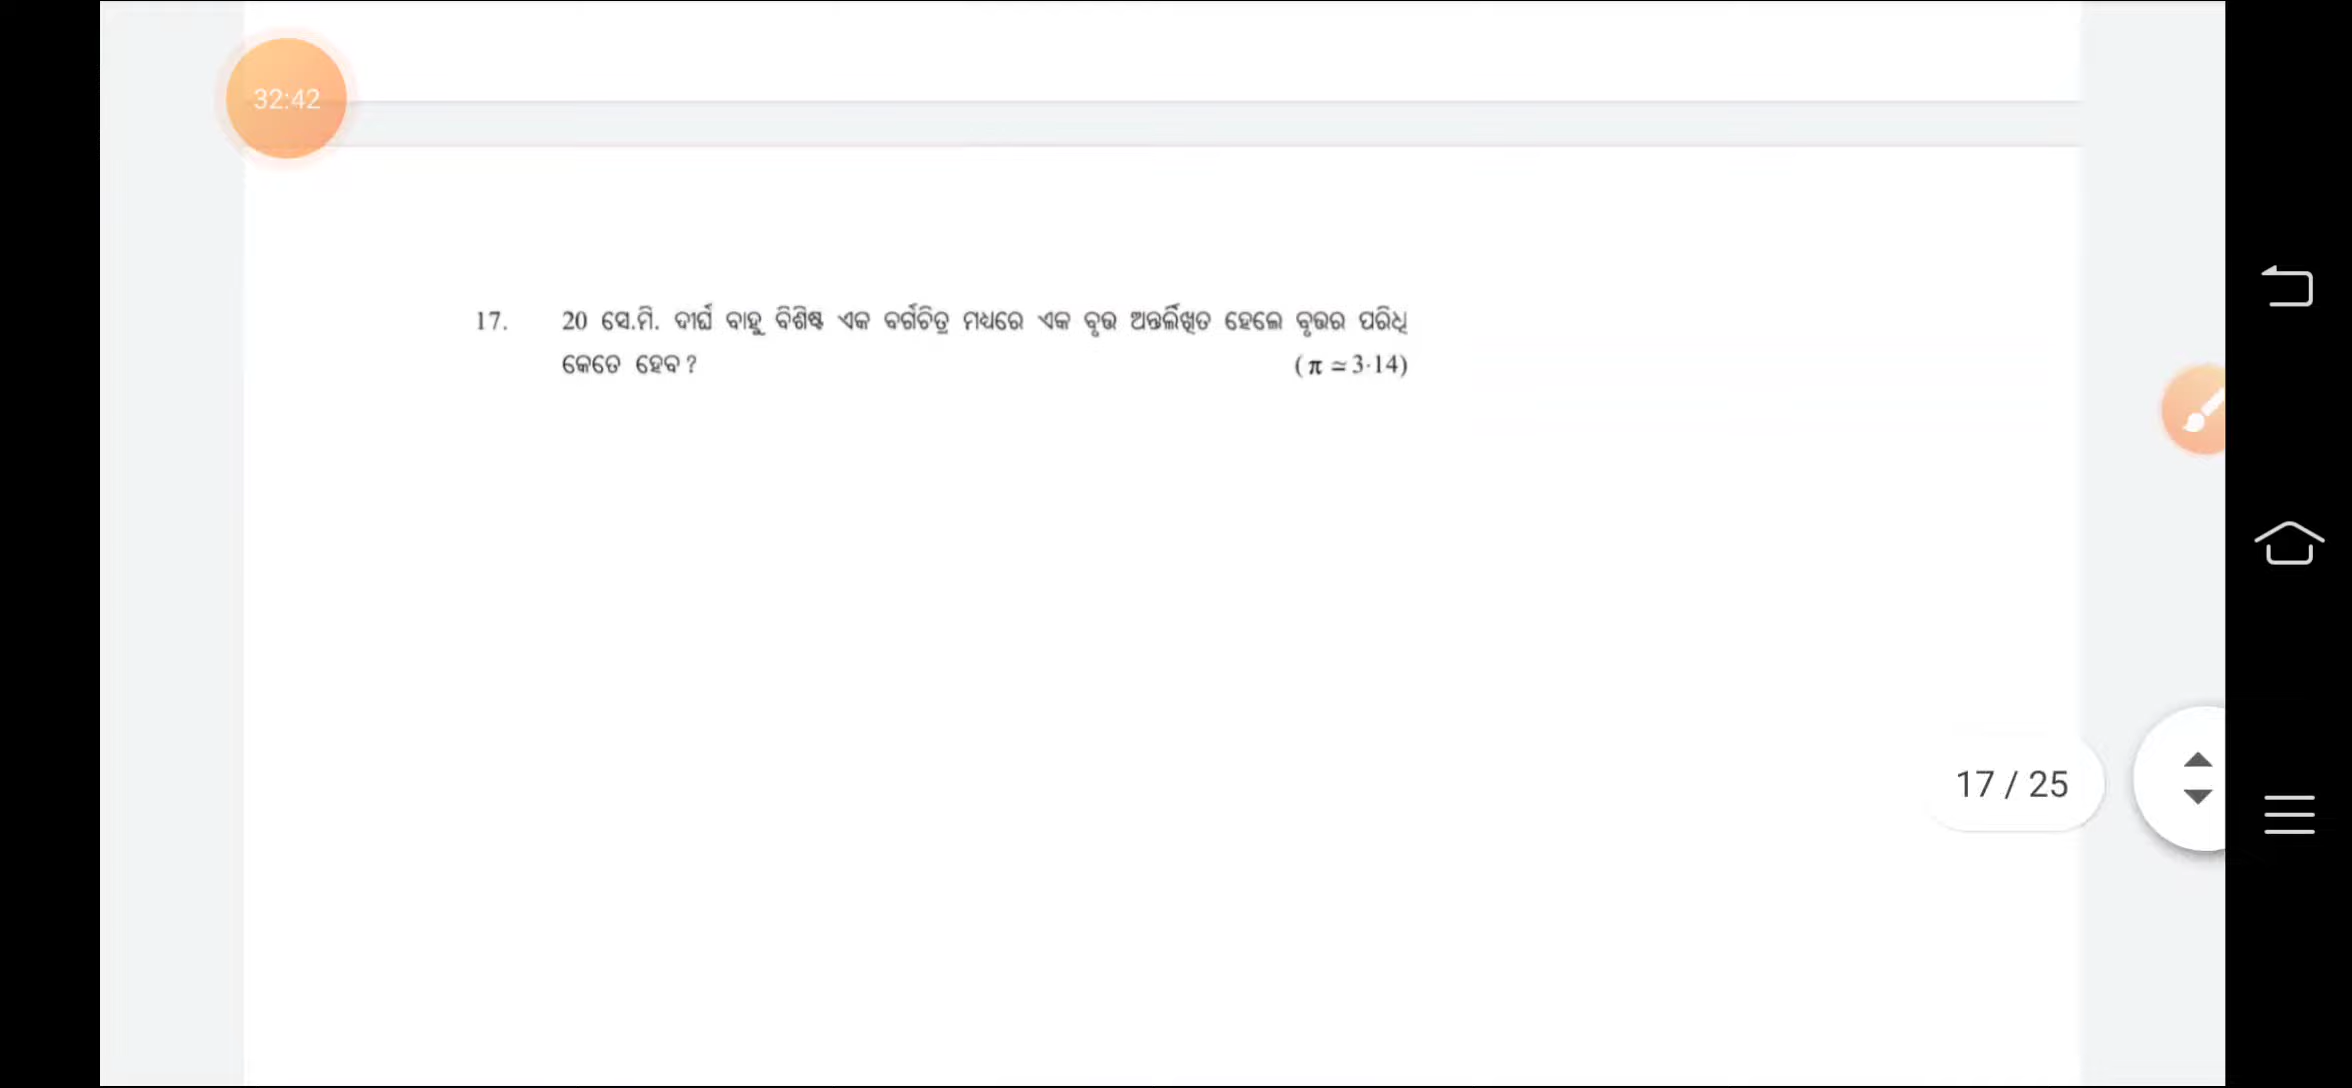 32:42
17. 20 ସେ.ମି. ଦୀର୍ଘ ବାହୁ ବିଶିଷ୍ଟ ଏକ ବର୍ଗଚିତ୍ର ମଧ୍ୟରେ ଏକ ବୃତ୍ତ ଅନ୍ତର୍ଲିଖିତ ହେଲେ ବୃତ୍ତର ପରିଧି
କେତେ ହେବ? (π ≃ 3·14)
17 / 25